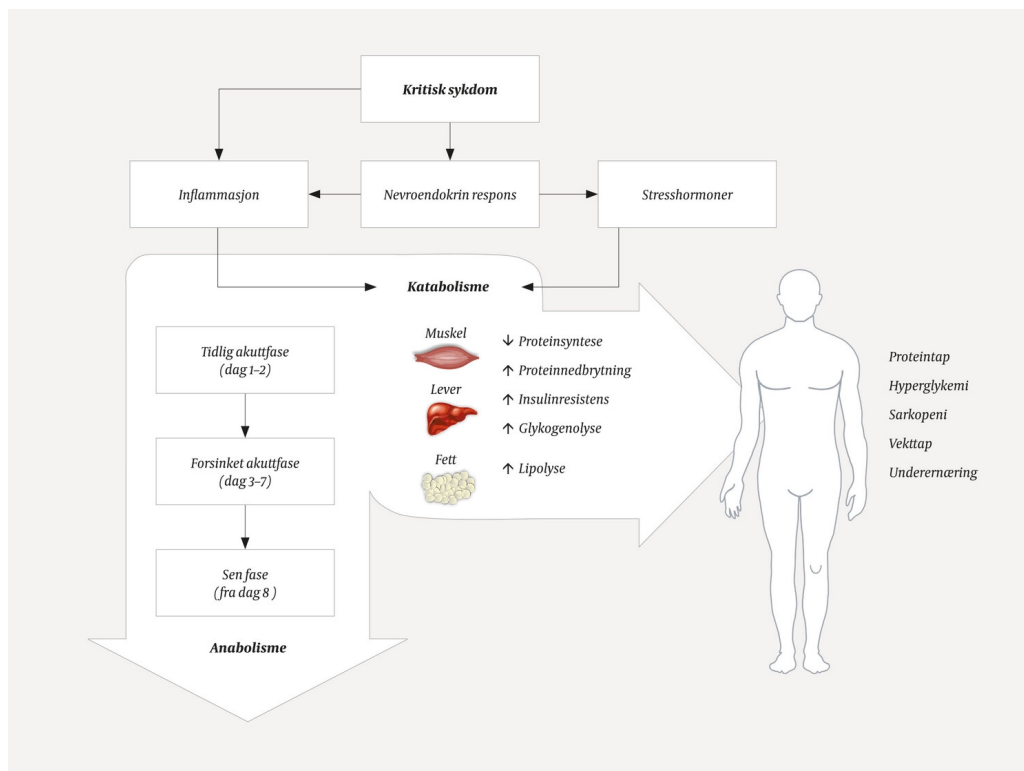 Kritisk sykdom
Inflammasjon
Nevroendokrin respons
Stresshormoner
Katabolisme
Tidlig akuttfase
(dag 1–2)
Forsinket akuttfase
(dag 3–7)
Sen fase
(fra dag 8 )
Anabolisme
Muskel
Lever
Fett
↓ Proteinsyntese
↑ Proteinnedbrytning
↑ Insulinresistens
↑ Glykogenolyse
↑ Lipolyse
Proteintap
Hyperglykemi
Sarkopeni
Vekttap
Underernæring